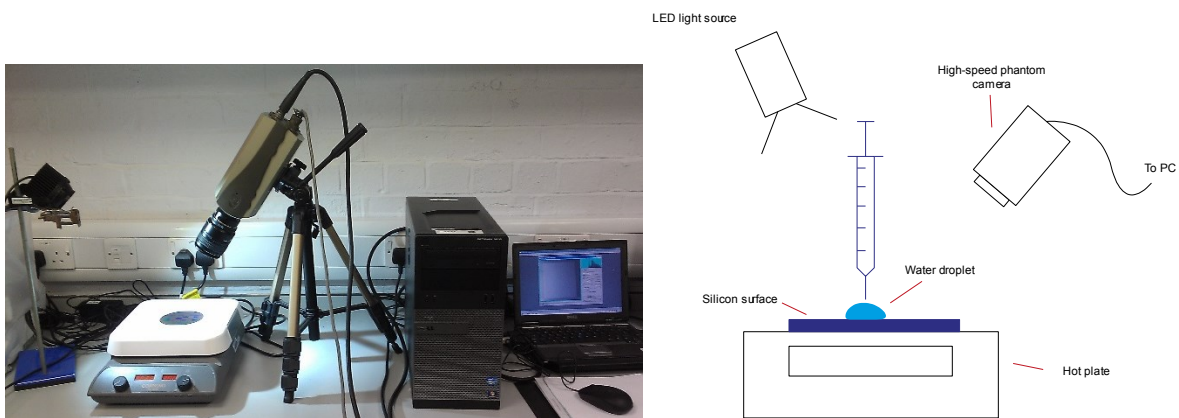 LED light source
High-speed phantom
camera
To PC
Water droplet
Silicon surface
Hot plate